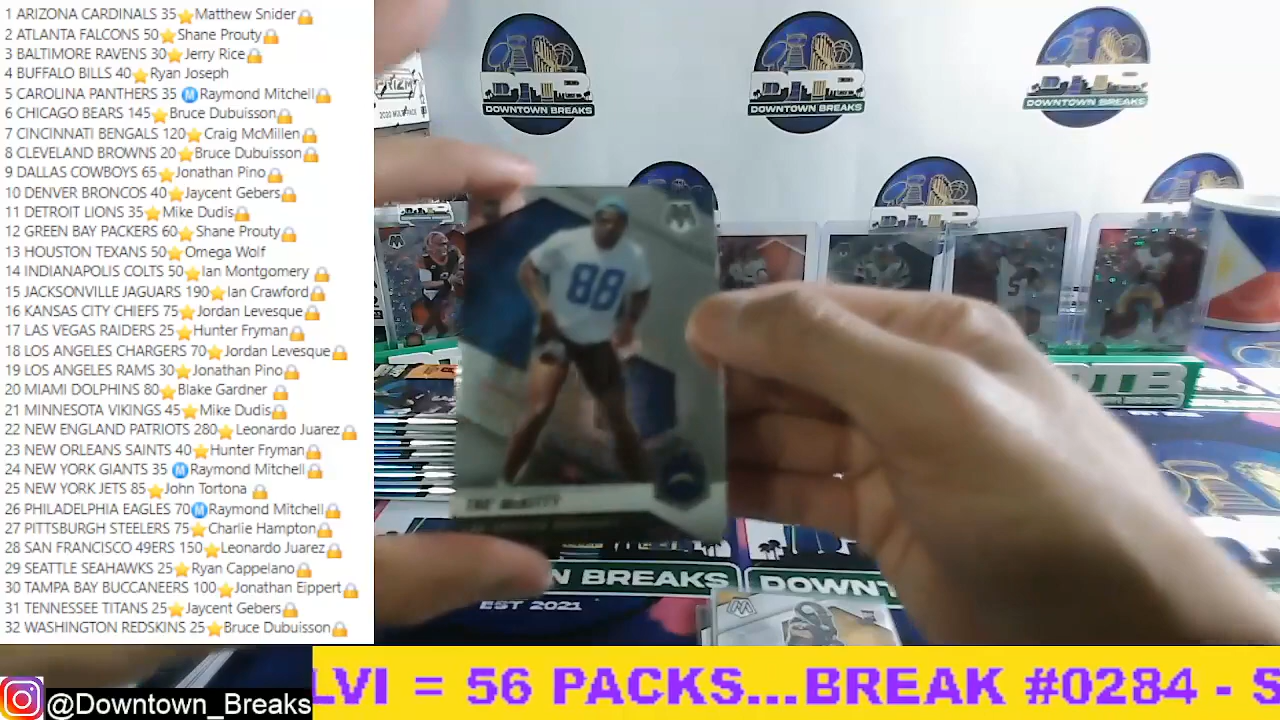 1 ARIZONA CARDINALS 35⭐Matthew Snider🔒
2 ATLANTA FALCONS 50⭐Shane Prouty🔒
3 BALTIMORE RAVENS 30⭐Jerry Rice🔒
4 BUFFALO BILLS 40⭐Ryan Joseph
5 CAROLINA PANTHERS 35 Ⓜ️Raymond Mitchell🔒
6 CHICAGO BEARS 145⭐Bruce Dubuisson🔒
7 CINCINNATI BENGALS 120⭐Craig McMillen🔒
8 CLEVELAND BROWNS 20⭐Bruce Dubuisson🔒
9 DALLAS COWBOYS 65⭐Jonathan Pino🔒
10 DENVER BRONCOS 40⭐Jaycent Gebers🔒
11 DETROIT LIONS 35⭐Mike Dudis🔒
12 GREEN BAY PACKERS 60⭐Shane Prouty🔒
13 HOUSTON TEXANS 50⭐Omega Wolf
14 INDIANAPOLIS COLTS 50⭐Ian Montgomery 🔒
15 JACKSONVILLE JAGUARS 190⭐Ian Crawford🔒
16 KANSAS CITY CHIEFS 75⭐Jordan Levesque🔒
17 LAS VEGAS RAIDERS 25⭐Hunter Fryman🔒
18 LOS ANGELES CHARGERS 70⭐Jordan Levesque🔒
19 LOS ANGELES RAMS 30⭐Jonathan Pino🔒
20 MIAMI DOLPHINS 80⭐Blake Gardner 🔒
21 MINNESOTA VIKINGS 45⭐Mike Dudis🔒
22 NEW ENGLAND PATRIOTS 280⭐Leonardo Juarez🔒
23 NEW ORLEANS SAINTS 40⭐Hunter Fryman🔒
24 NEW YORK GIANTS 35 Ⓜ️Raymond Mitchell🔒
25 NEW YORK JETS 85⭐John Tortona 🔒
26 PHILADELPHIA EAGLES 70Ⓜ️Raymond Mitchell🔒
27 PITTSBURGH STEELERS 75⭐Charlie Hampton🔒
28 SAN FRANCISCO 49ERS 150⭐Leonardo Juarez🔒
29 SEATTLE SEAHAWKS 25⭐Ryan Cappelano🔒
30 TAMPA BAY BUCCANEERS 100⭐Jonathan Eippert🔒
31 TENNESSEE TITANS 25⭐Jaycent Gebers🔒
32 WASHINGTON REDSKINS 25⭐Bruce Dubuisson🔒
DTB
DOWNTOWN BREAKS
DTB
DOWNTOWN BREAKS
DTB
DOWNTOWN BREAKS
PRIZM
88
TRE' McKITTY
DTB
N BREAKS
DOWNT
EST 2021
@Downtown_Breaks
LVI = 56 PACKS...BREAK #0284 - S